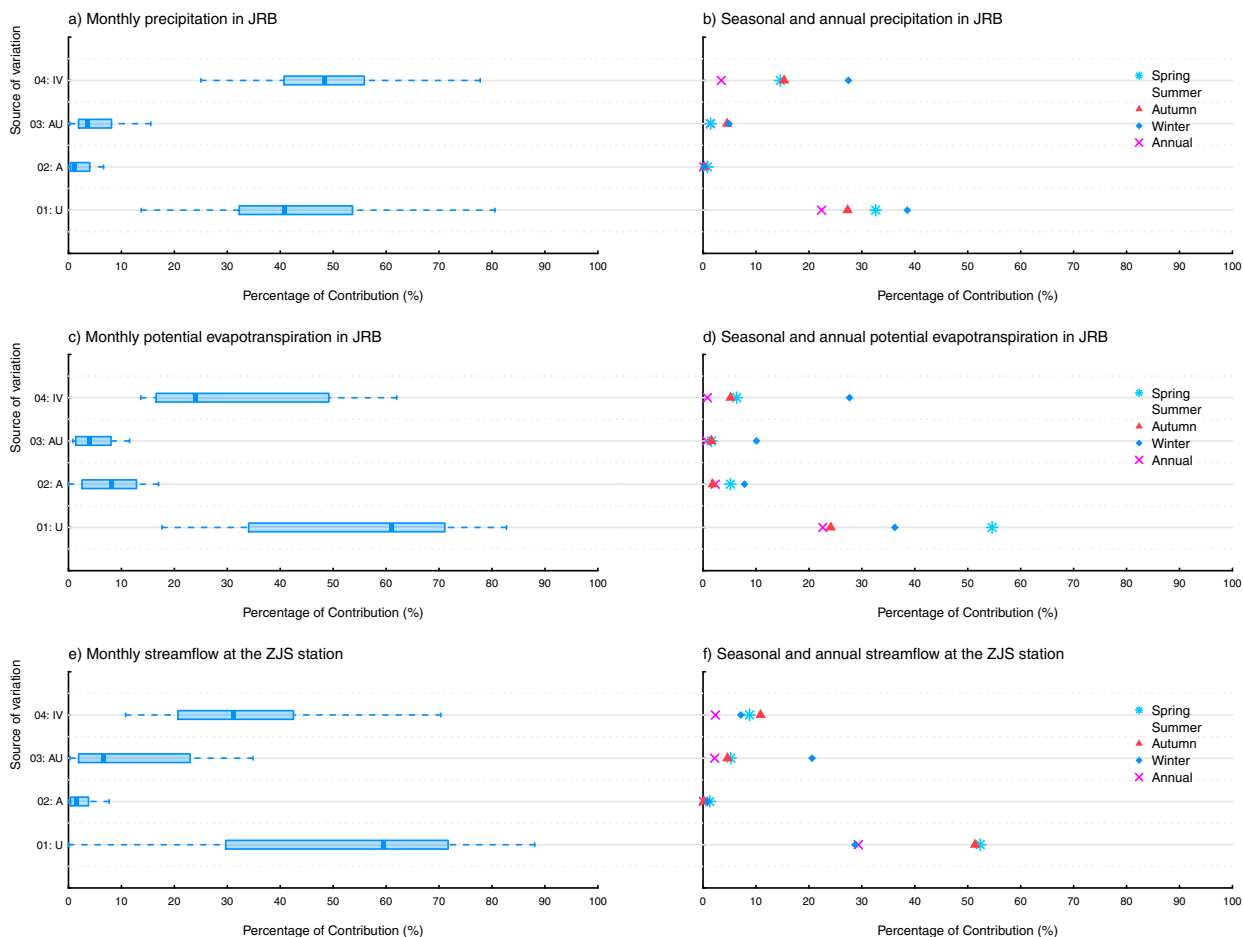 a) Monthly precipitation in JRB
Source of variation
04: IV
03: AU
02: A
01: U
0 10 20 30 40 50 60 70 80 90 100
Percentage of Contribution (%)
b) Seasonal and annual precipitation in JRB
Spring
Summer
Autumn
Winter
Annual
0 10 20 30 40 50 60 70 80 90 100
Percentage of Contribution (%)
c) Monthly potential evapotranspiration in JRB
Source of variation
04: IV
03: AU
02: A
01: U
0 10 20 30 40 50 60 70 80 90 100
Percentage of Contribution (%)
d) Seasonal and annual potential evapotranspiration in JRB
Spring
Summer
Autumn
Winter
Annual
0 10 20 30 40 50 60 70 80 90 100
Percentage of Contribution (%)
e) Monthly streamflow at the ZJS station
Source of variation
04: IV
03: AU
02: A
01: U
0 10 20 30 40 50 60 70 80 90 100
Percentage of Contribution (%)
f) Seasonal and annual streamflow at the ZJS station
Spring
Summer
Autumn
Winter
Annual
0 10 20 30 40 50 60 70 80 90 100
Percentage of Contribution (%)